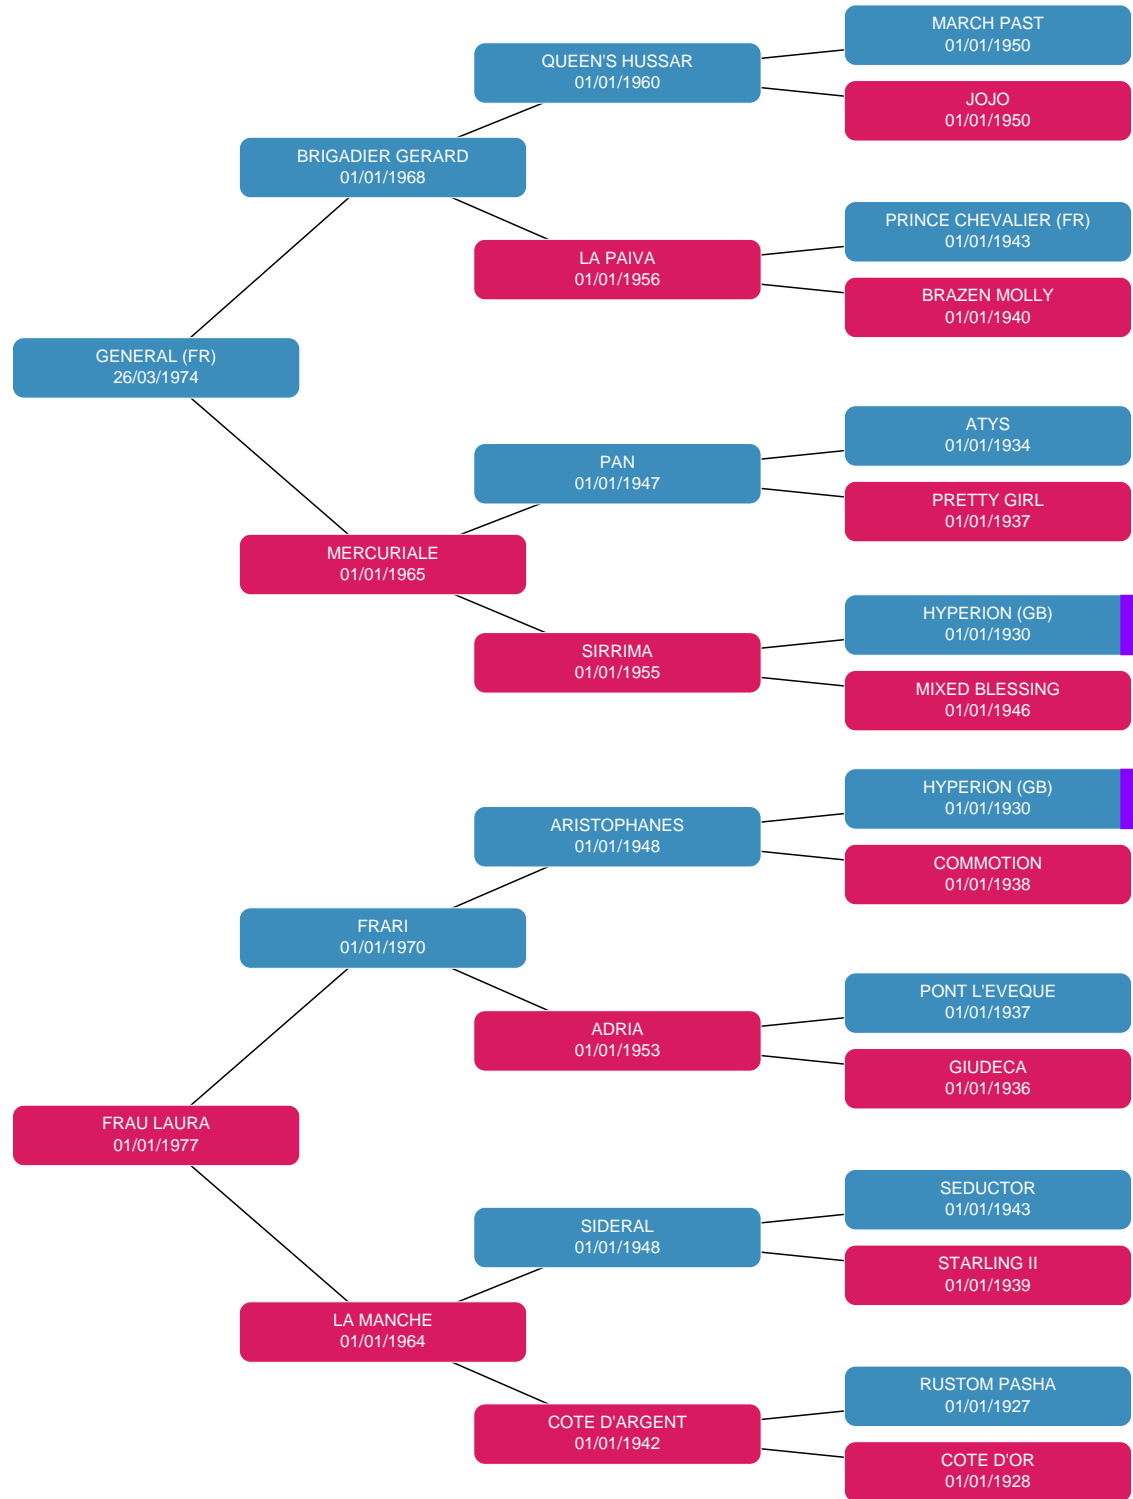 MARCH PAST
01/01/1950
QUEEN'S HUSSAR
01/01/1960
JOJO
01/01/1950
BRIGADIER GERARD
01/01/1968
PRINCE CHEVALIER (FR)
01/01/1943
LA PAIVA
01/01/1956
BRAZEN MOLLY
01/01/1940
GENERAL (FR)
26/03/1974
ATYS
01/01/1934
PAN
01/01/1947
PRETTY GIRL
01/01/1937
MERCURIALE
01/01/1965
HYPERION (GB)
01/01/1930
SIRRIMA
01/01/1955
MIXED BLESSING
01/01/1946
HYPERION (GB)
01/01/1930
ARISTOPHANES
01/01/1948
COMMOTION
01/01/1938
FRARI
01/01/1970
PONT L'EVEQUE
01/01/1937
ADRIA
01/01/1953
GIUDECA
01/01/1936
FRAU LAURA
01/01/1977
SEDUCTOR
01/01/1943
SIDERAL
01/01/1948
STARLING II
01/01/1939
LA MANCHE
01/01/1964
RUSTOM PASHA
01/01/1927
COTE D'ARGENT
01/01/1942
COTE D'OR
01/01/1928